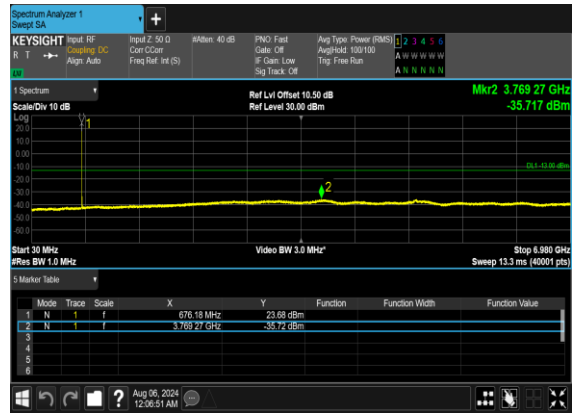 Spectrum Analyzer 1
Swept SA
+
KEYSIGHT Input: RF Input Z: 50 Ω #Atten: 40 dB PNO: Fast Avg Type: Power (RMS) 1 2 3 4 5 6
R T Coupling: DC Corr CCorr Gate: Off Avg|Hold: 100/100 A W W W W W
Align: Auto Freq Ref: Int (S) IF Gain: Low Trig: Free Run
Sig Track: Off A N N N N N
1 Spectrum Ref Lvl Offset 10.50 dB Mkr2 3.769 27 GHz
Scale/Div 10 dB Ref Level 30.00 dBm -35.717 dBm
Log
1
20.0
10.0
0.00
-10.0
DL1 -13.00 dBm
-20.0
-30.0
2
-40.0
-50.0
-60.0
Start 30 MHz Video BW 3.0 MHz* Stop 6.980 GHz
#Res BW 1.0 MHz Sweep 13.3 ms (40001 pts)
5 Marker Table
Mode Trace Scale X Y Function Function Width Function Value
1 N 1 f 676.18 MHz 23.68 dBm
2 N 1 f 3.769 27 GHz -35.72 dBm
3
4
5
6
? Aug 06, 2024
12:06:51 AM